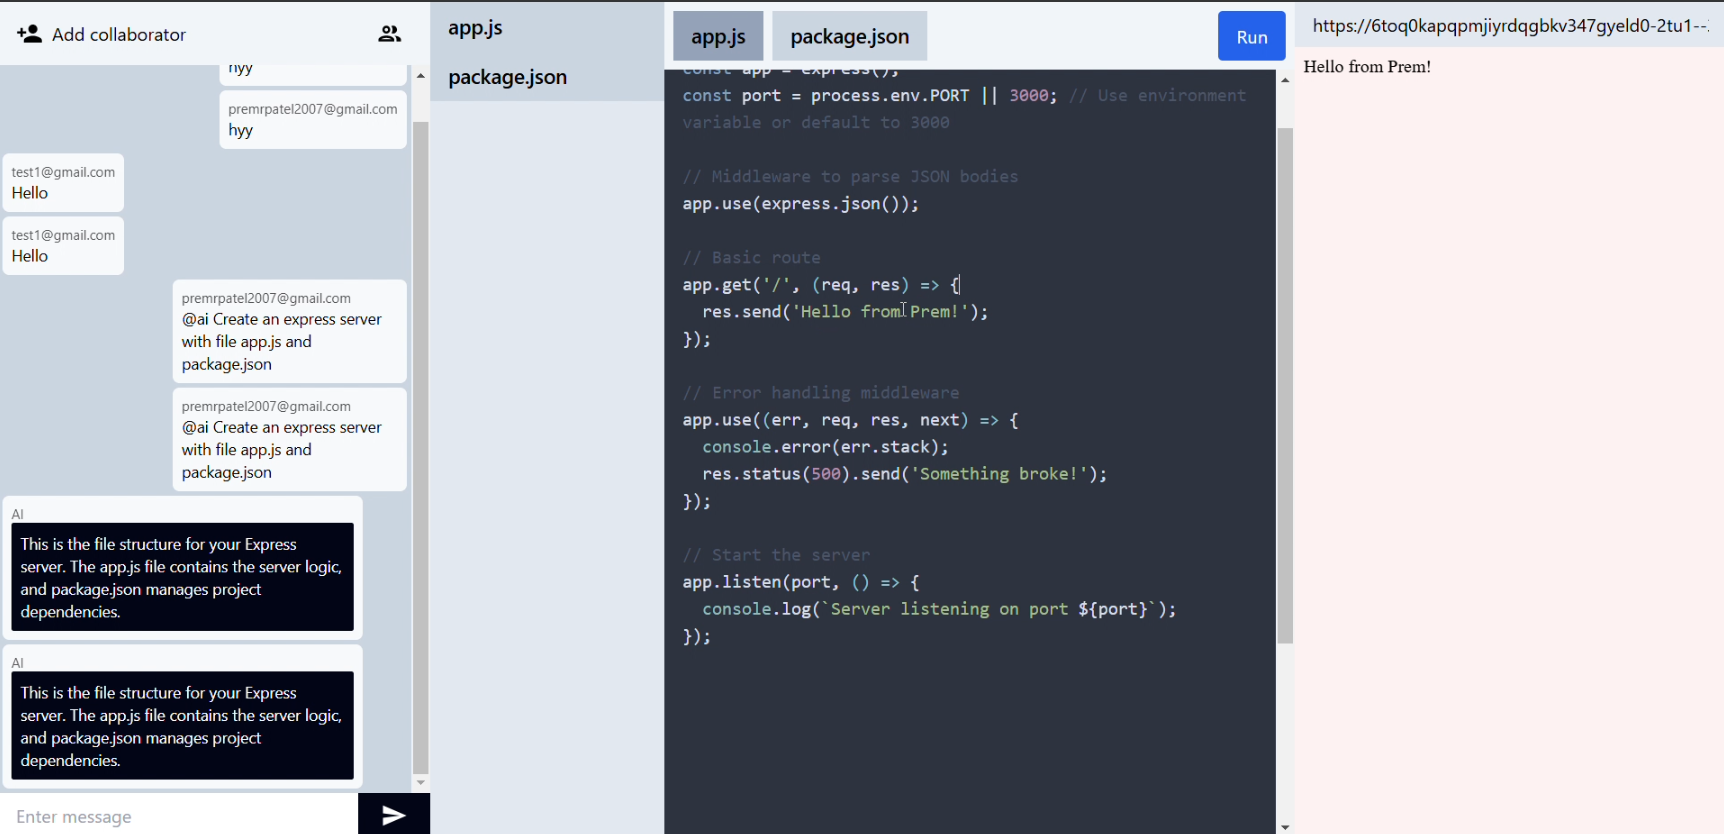 Add collaborator
hyy
premrpatel2007@gmail.com
hyy
test1@gmail.com
Hello
test1@gmail.com
Hello
premrpatel2007@gmail.com
@ai Create an express server
with file app.js and
package.json
premrpatel2007@gmail.com
@ai Create an express server
with file app.js and
package.json
AI
This is the file structure for your Express
server. The app.js file contains the server logic,
and package.json manages project
dependencies.
AI
This is the file structure for your Express
server. The app.js file contains the server logic,
and package.json manages project
dependencies.
Enter message
app.js
package.json
app.js
package.json
Run
const app = express();
const port = process.env.PORT || 3000; // Use environment
variable or default to 3000
// Middleware to parse JSON bodies
app.use(express.json());
// Basic route
app.get('/', (req, res) => {
res.send('Hello from Prem!');
});
// Error handling middleware
app.use((err, req, res, next) => {
console.error(err.stack);
res.status(500).send('Something broke!');
});
// Start the server
app.listen(port, () => {
console.log(`Server listening on port ${port}`);
});
https://6toq0kapqpmjiyrdqgbkv347gyeld0-2tu1--
Hello from Prem!